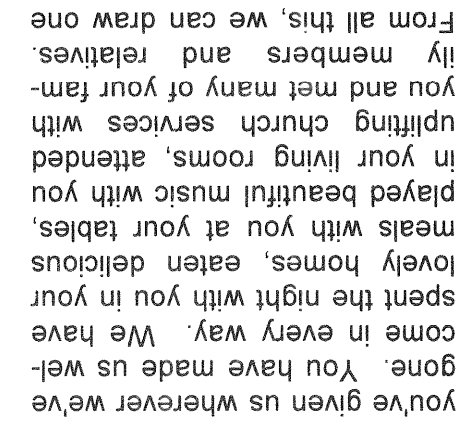 you've given us wherever we've
gone. You have made us wel-
come in every way. We have
spent the night with you in your
lovely homes, eaten delicious
meals with you at your tables,
played beautiful music with you
in your living rooms, attended
uplifting church services with
you and met many of your fam-
ily members and relatives.
From all this, we can draw one